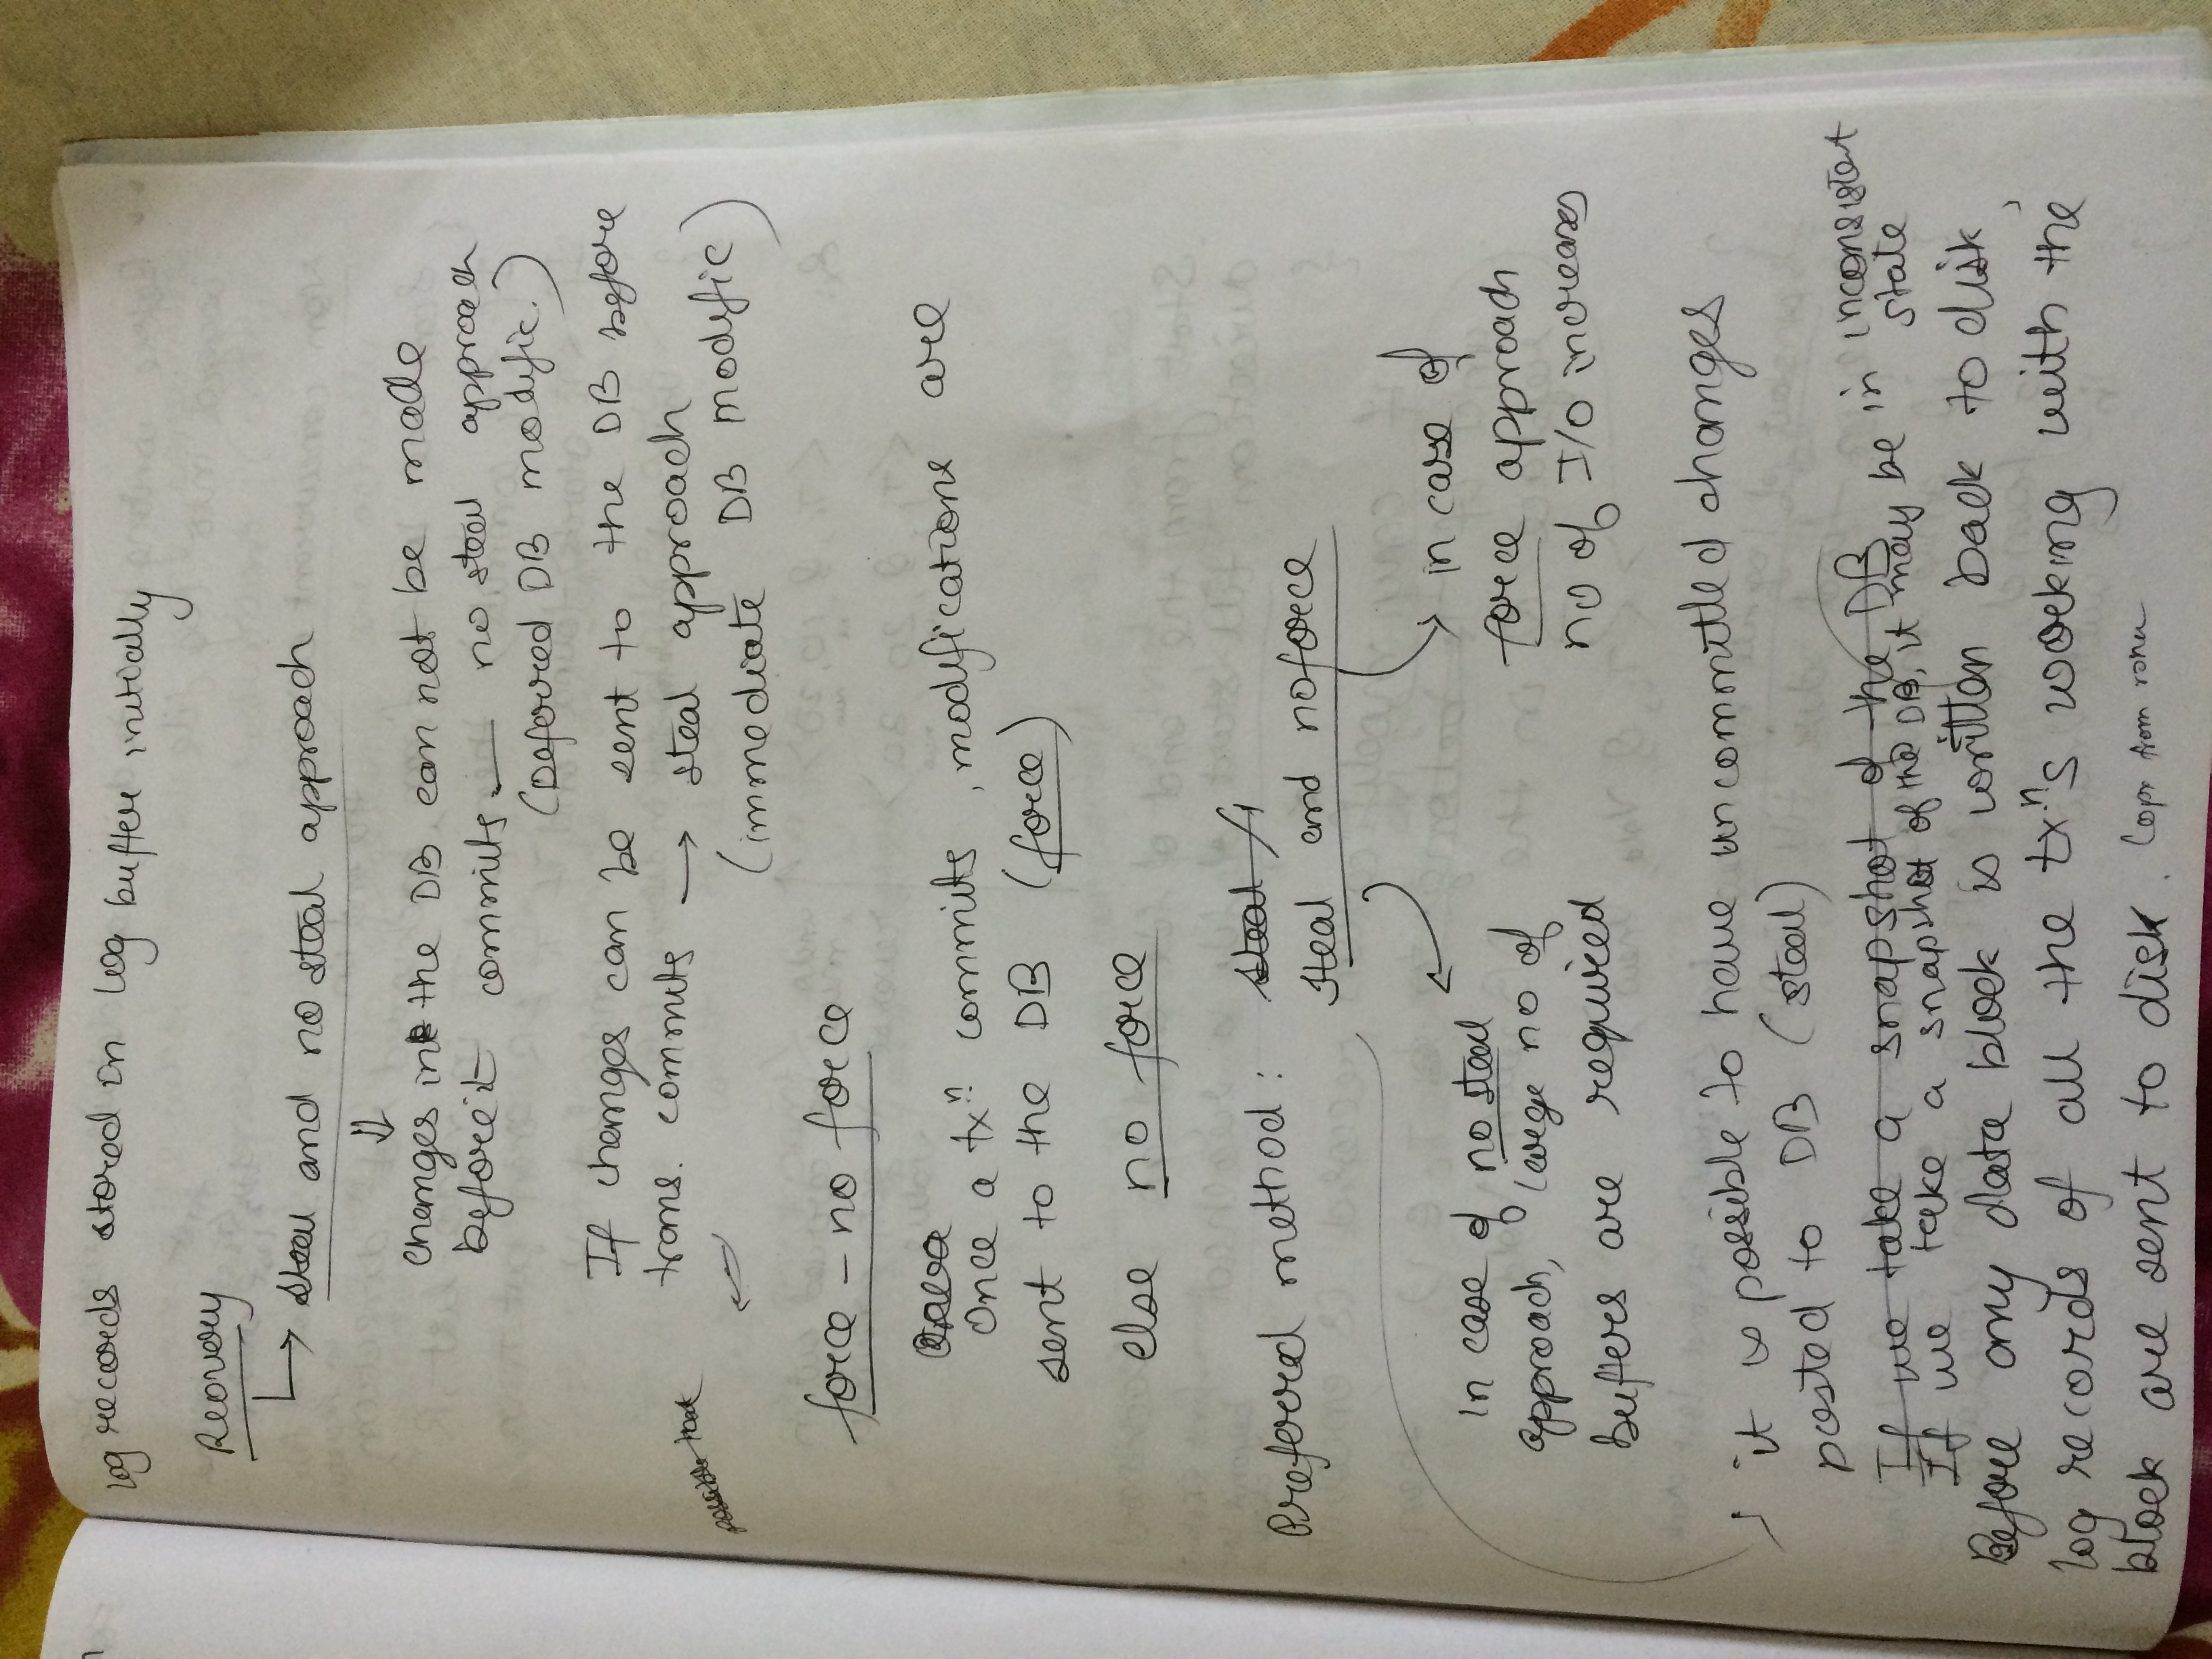 log records stored in log buffer initially
Reovery
steal and no steal approach
changes in the DB can not be made
before it commits — no steal approach
(Deferred DB modific.)
If changes can be sent to the DB before
trans. commits → steal approach
possible that
(immediate DB modific)
force - no force
Once a txⁿ commits, modifications are
sent to the DB (force)
else no force
steal /
Preferred method:
steal and noforce
In case of no steal
approach, large no of
buffers are required
in case of
force approach
no of I/O increases
it is possible to have uncommitted changes
posted to DB (steal)
If we take a snapshot of the DB
If we take a snapshot of the DB, it may be in inconsistent
state
Before any data block is written back to disk,
log records of all the txⁿs working with the
block are sent to disk. from